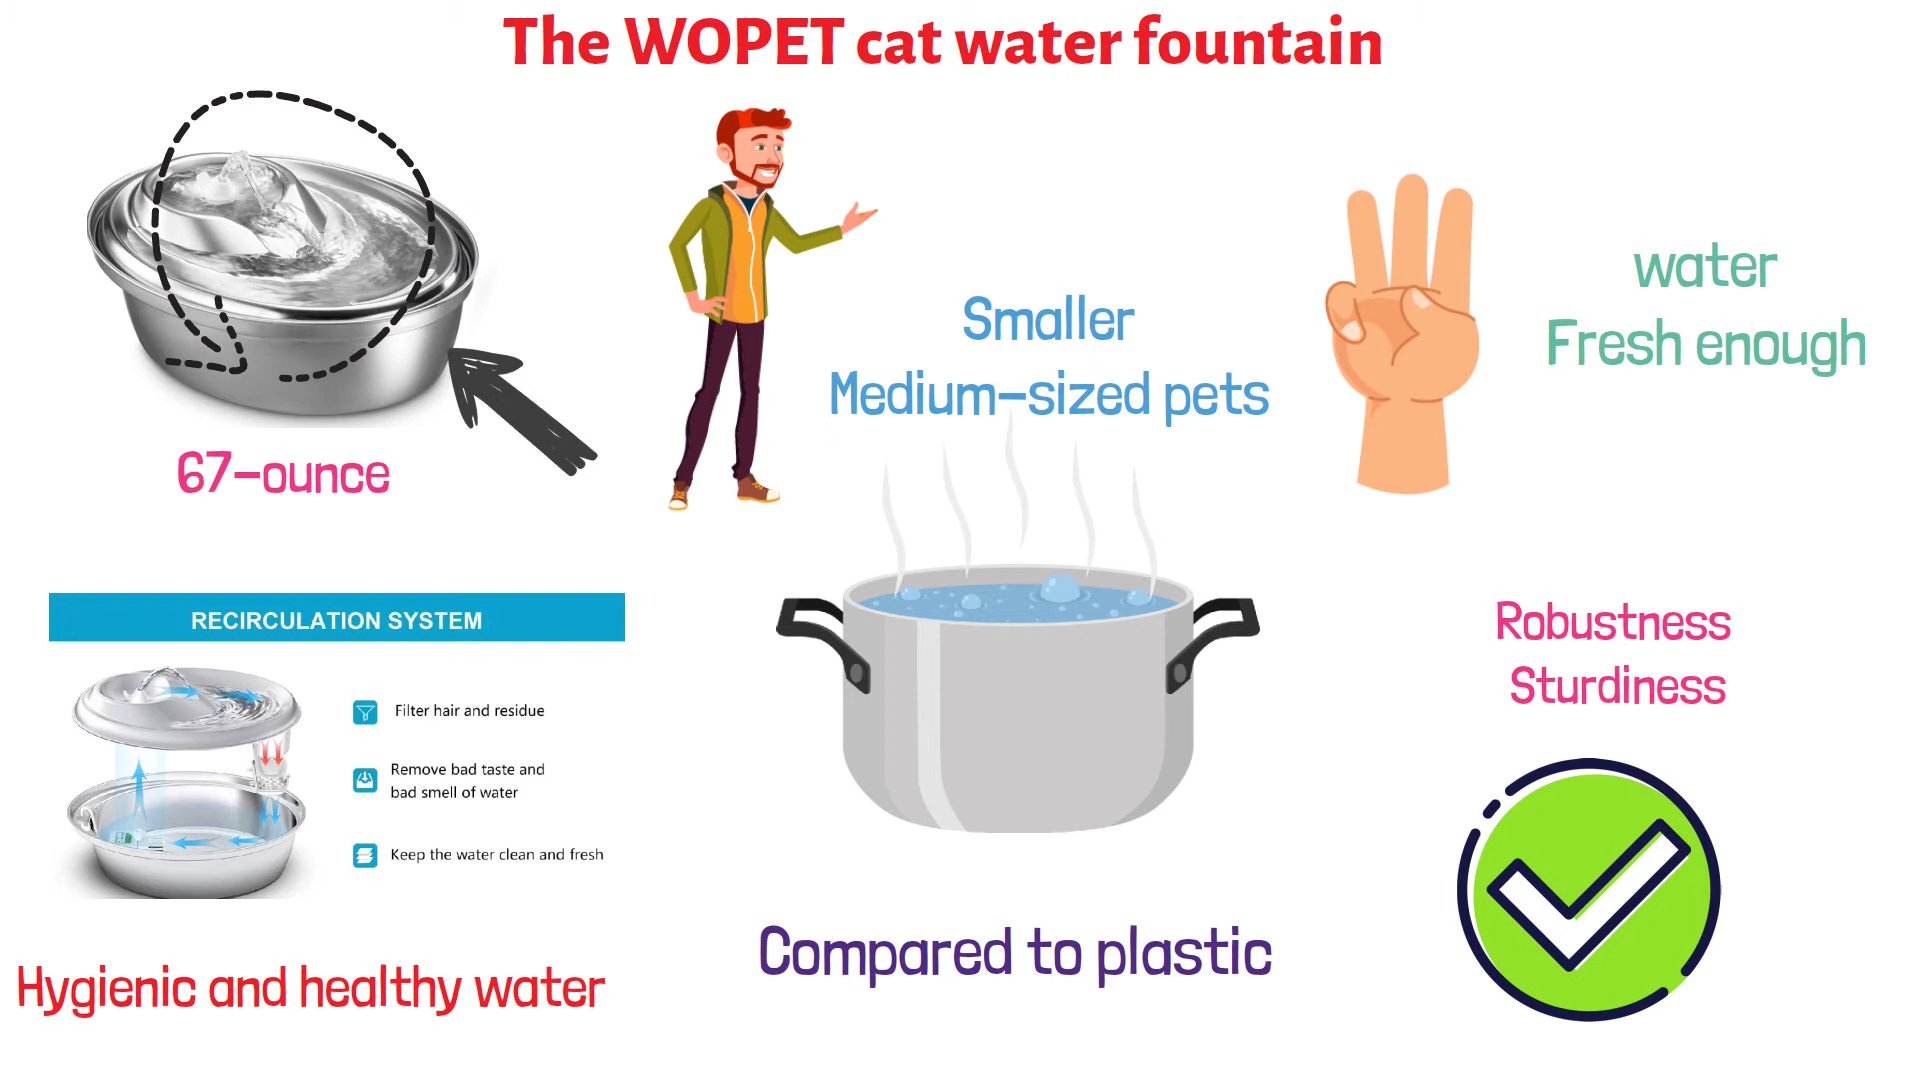 The WOPET cat water fountain
67-ounce
Smaller
Medium-sized pets
water
Fresh enough
RECIRCULATION SYSTEM
Filter hair and residue
Remove bad taste and
bad smell of water
Keep the water clean and fresh
Hygienic and healthy water
Compared to plastic
Robustness
Sturdiness